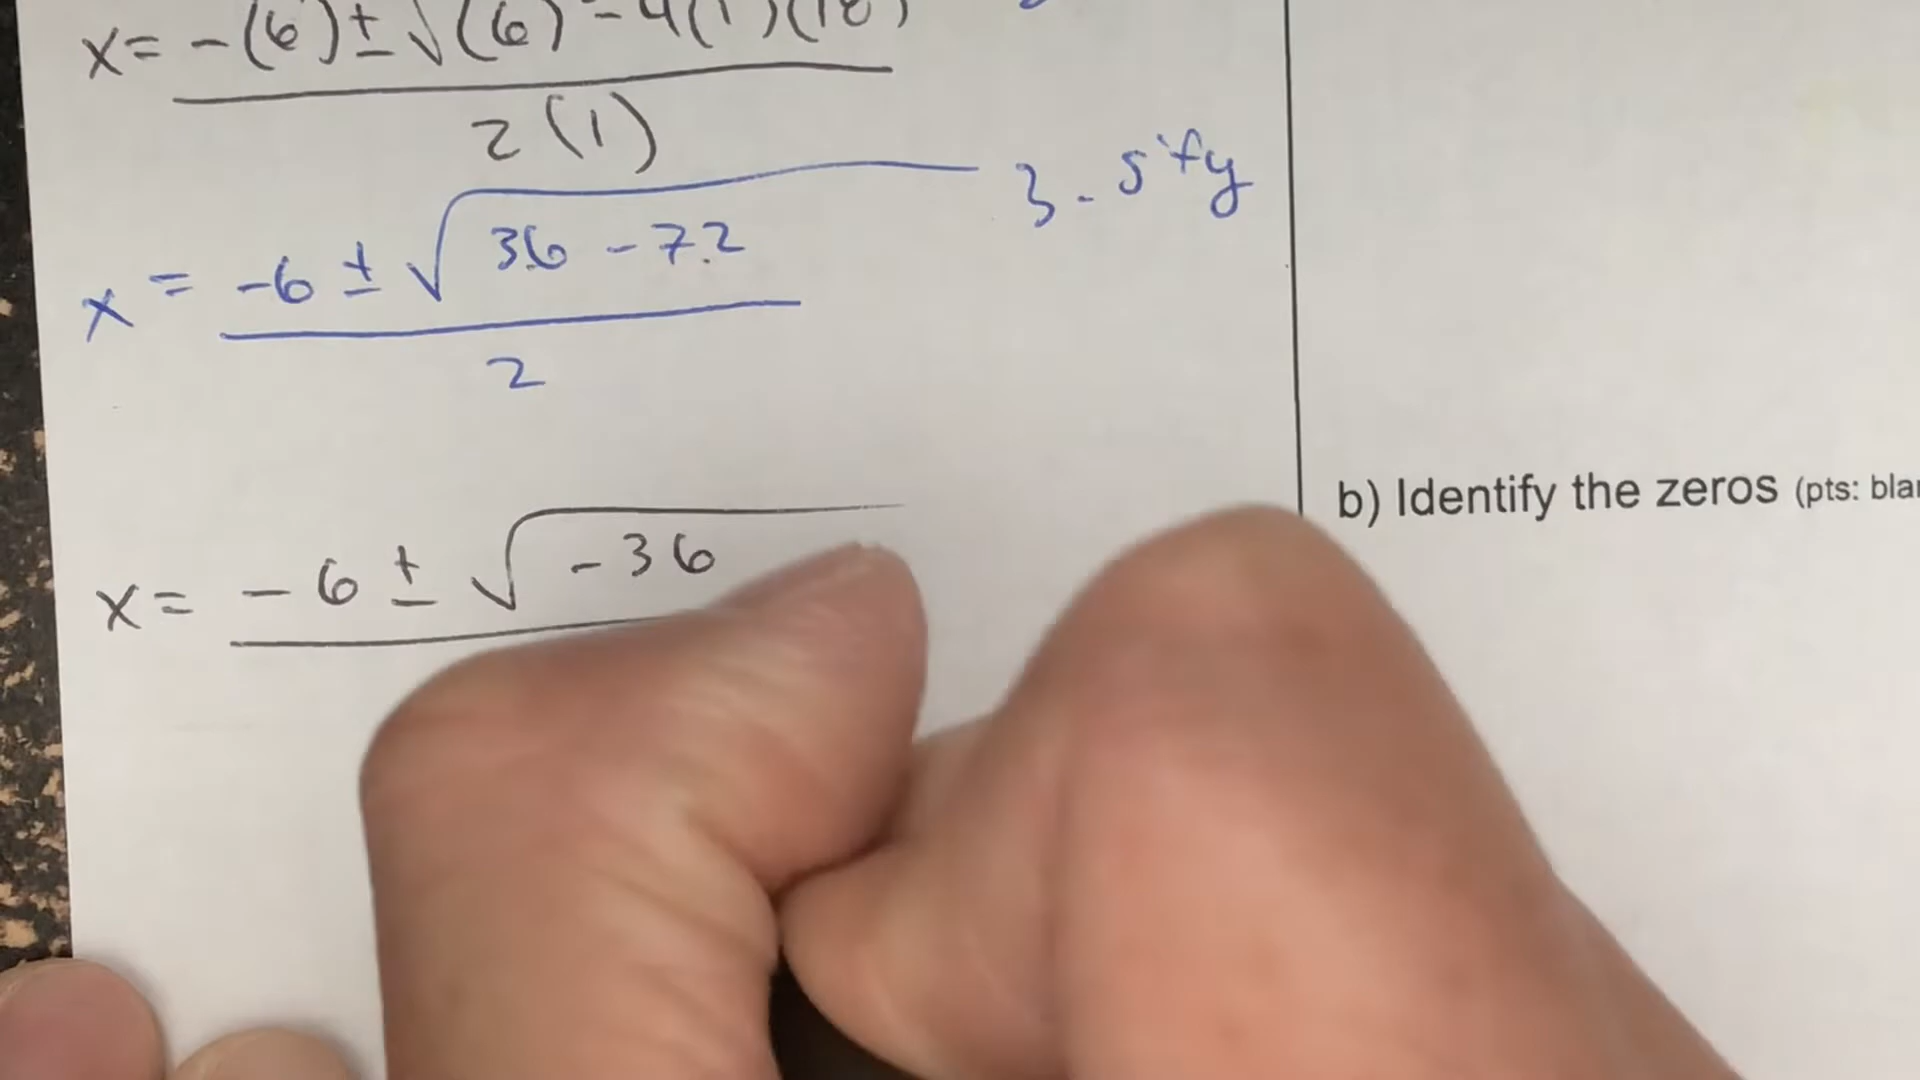 x= -(6)±√(6) -4(1)(18)
2(1)
3. s'fy
x = -6 ± √36 -72
2
b) Identify the zeros (pts:
x= -6 ± √-36